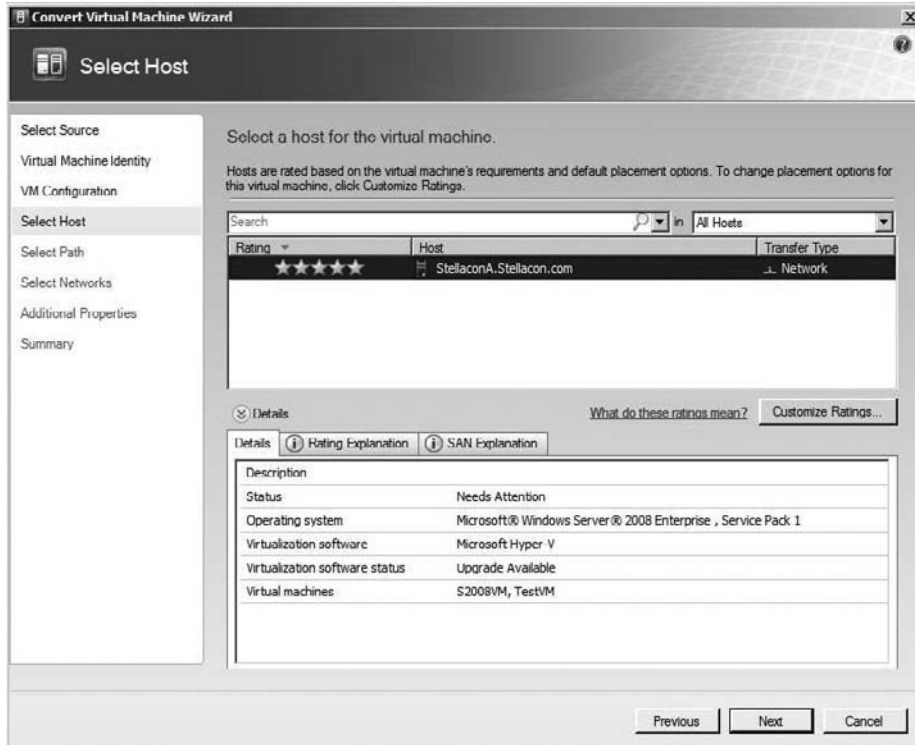 Convert Virtual Machine Wizard
Select Host
Select Source
Virtual Machine Identity
VM Configuration
Select Host
Select Path
Select Networks
Additional Properties
Summary
Select a host for the virtual machine.
Hosts are rated based on the virtual machine's requirements and default placement options. To change placement options for
this virtual machine, click Customize Ratings.
Search in All Hosts
Rating Host Transfer Type
StellaconA.Stellacon.com Network
Details What do these ratings mean? Customize Ratings...
Details Rating Explanation SAN Explanation
Description
Status Needs Attention
Operating system Microsoft® Windows Server® 2008 Enterprise , Service Pack 1
Virtualization software Microsoft Hyper-V
Virtualization software status Upgrade Available
Virtual machines S2008VM, TestVM
Previous Next Cancel